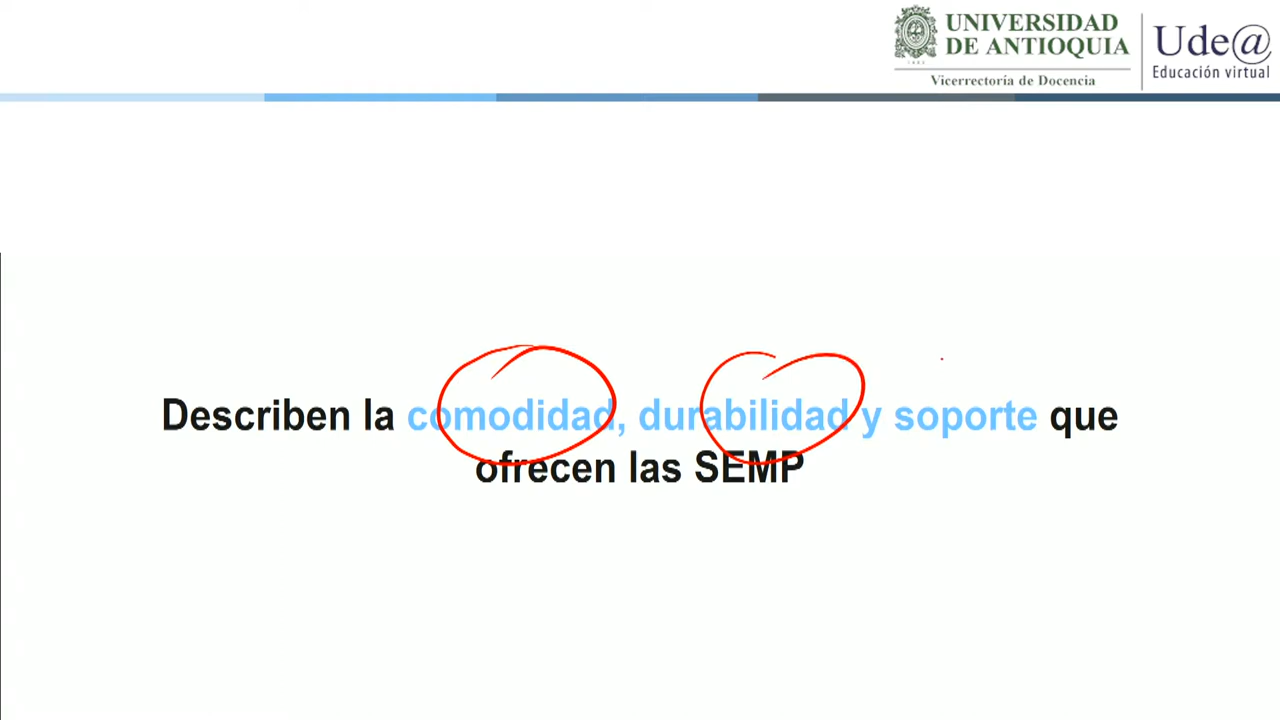 UNIVERSIDAD
DE ANTIOQUIA
Vicerrectoría de Docencia
Ude@
Educación virtual
Describen la comodidad, durabilidad y soporte que
ofrecen las SEMP